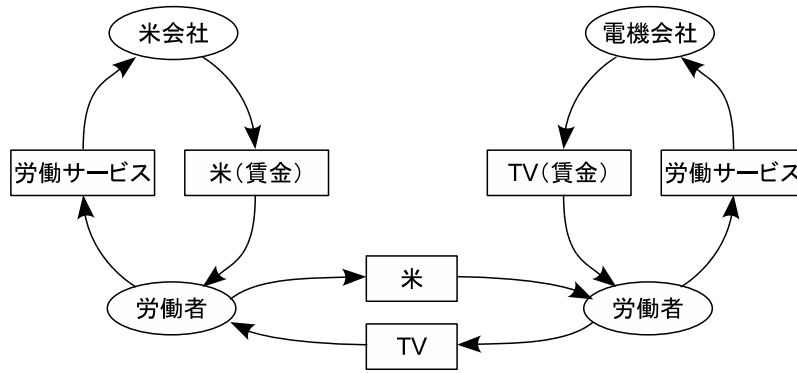 米会社
電機会社
労働サービス
米（賃金）
TV（賃金）
労働サービス
米
労働者
労働者
TV